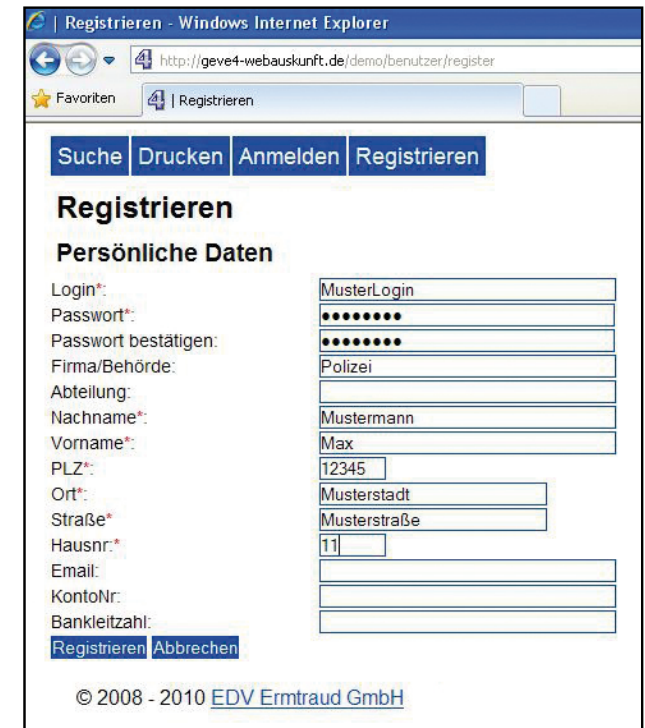 | Registrieren - Windows Internet Explorer
http://geve4-webauskunft.de/demo/benutzer/register
Favoriten 4 | Registrieren
Suche Drucken Anmelden Registrieren
Registrieren
Persönliche Daten
Login*: MusterLogin
Passwort*: ●●●●●●●●
Passwort bestätigen: ●●●●●●●●
Firma/Behörde: Polizei
Abteilung:
Nachname*: Mustermann
Vorname*: Max
PLZ*: 12345
Ort*: Musterstadt
Straße* Musterstraße
Hausnr:* 11
Email:
KontoNr:
Bankleitzahl:
Registrieren Abbrechen
© 2008 - 2010 EDV Ermtraud GmbH